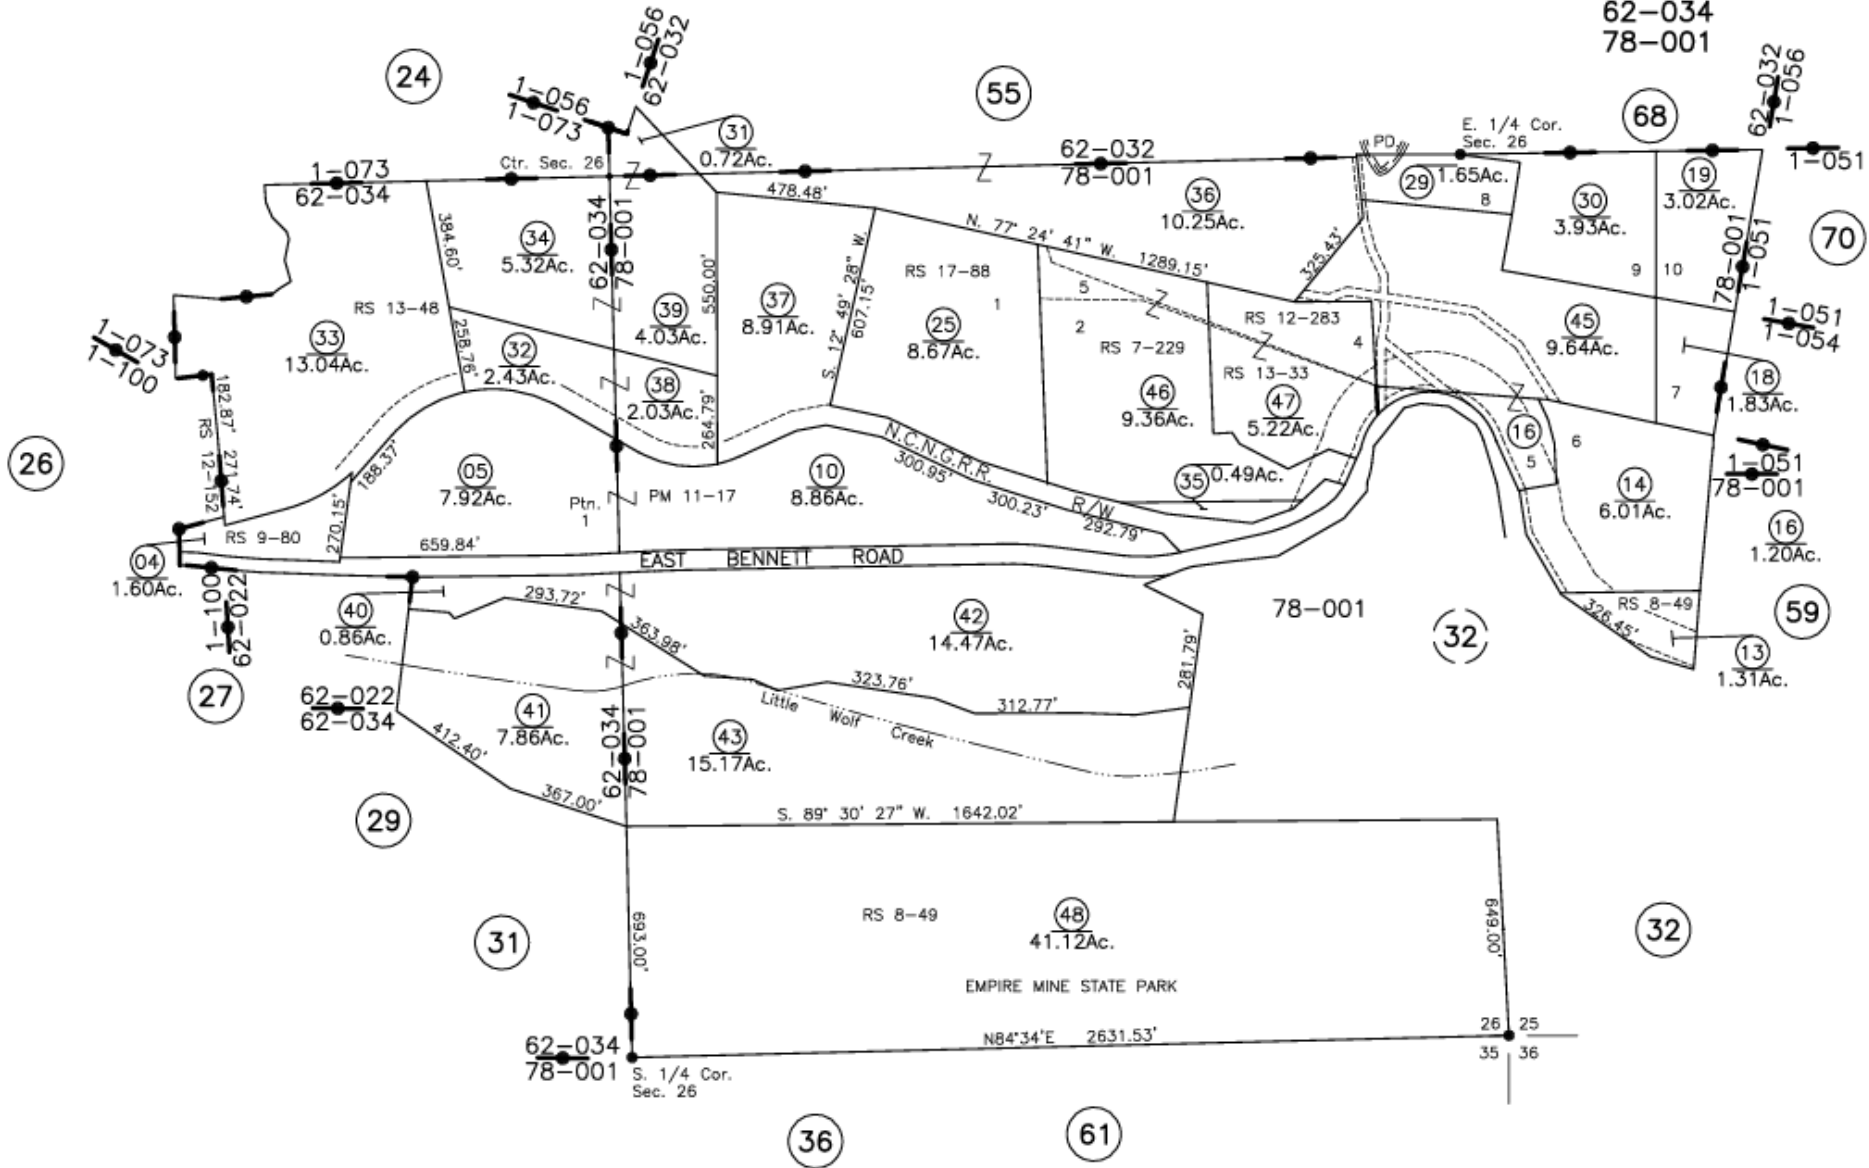 62-034
78-001
24
1-056
1-073
1-056
62-032
55
62-032
1-056
68
E. 1/4 Cor.
Sec. 26
PD
1-051
31
0.72Ac.
Ctr. Sec. 26
1-073
62-034
62-032
78-001
478.48'
36
10.25Ac.
29
1.65Ac.
8
30
3.93Ac.
19
3.02Ac.
70
384.60'
34
5.32Ac.
62-034
78-001
550.00'
37
8.91Ac.
S. 12° 49' 28" W.
607.15'
RS 17-88
1
N. 77° 24' 41" W. 1289.15'
325.43'
9
10
78-001
1-051
RS 13-48
33
13.04Ac.
258.76'
32
2.43Ac.
39
4.03Ac.
25
8.67Ac.
5
2
RS 7-229
RS 12-283
4
45
9.64Ac.
1-051
1-054
1-073
1-100
182.87'
271.74'
RS 12-152
38
2.03Ac.
264.79'
46
9.36Ac.
RS 13-33
47
5.22Ac.
7
18
1.83Ac.
16
5
6
26
188.37'
05
7.92Ac.
Ptn.
1
PM 11-17
10
8.86Ac.
N.C.N.G.R.R.
R/W
300.95'
300.23'
292.79'
35
0.49Ac.
14
6.01Ac.
1-051
78-001
16
1.20Ac.
270.15'
RS 9-80
659.84'
EAST BENNETT ROAD
04
1.60Ac.
1-100
62-022
40
0.86Ac.
293.72'
363.98'
42
14.47Ac.
281.79'
78-001
32
RS 8-49
326.45'
13
1.31Ac.
59
27
62-022
62-034
41
7.86Ac.
412.40'
367.00'
62-034
78-001
43
15.17Ac.
323.76'
312.77'
Little Wolf Creek
S. 89° 30' 27" W. 1642.02'
29
31
693.00'
RS 8-49
48
41.12Ac.
EMPIRE MINE STATE PARK
649.00'
32
N84°34'E 2631.53'
26 25
35 36
62-034
78-001
S. 1/4 Cor.
Sec. 26
36
61